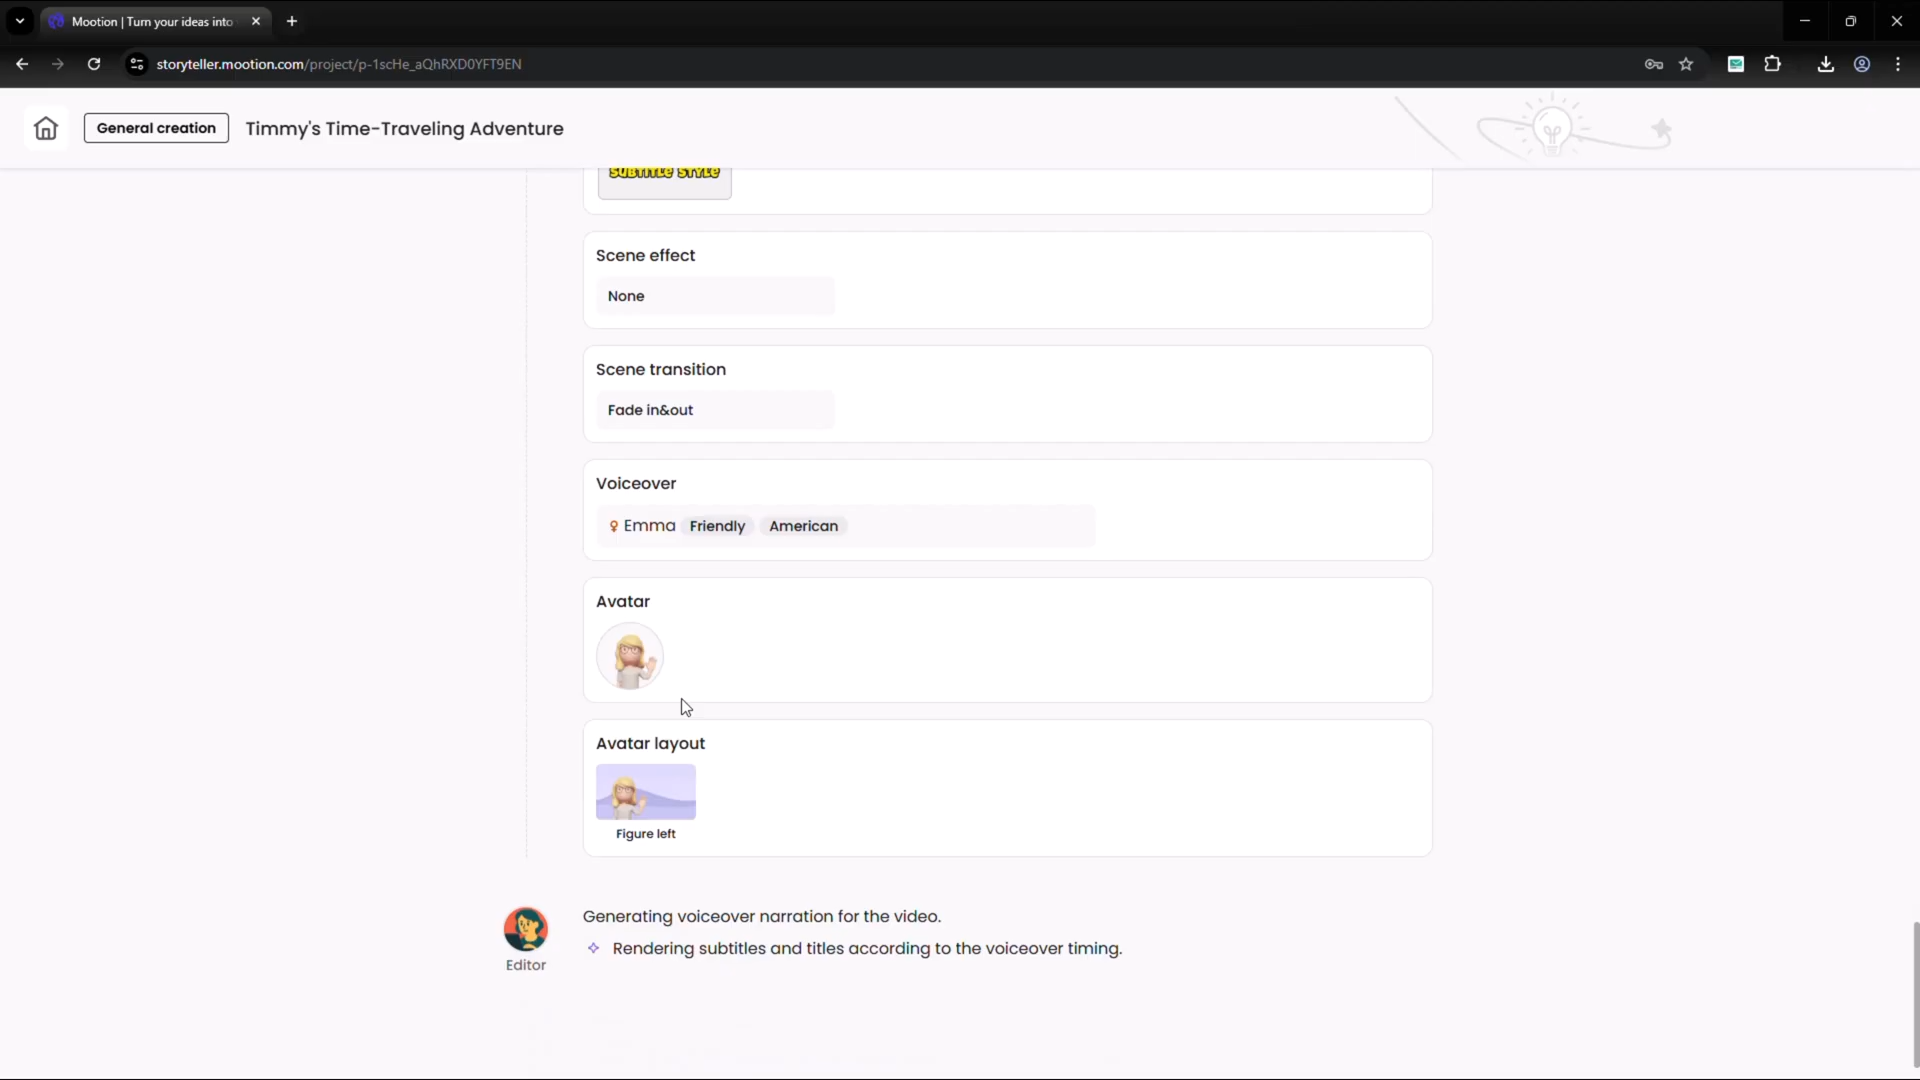 Mootion | Turn your ideas into
storyteller.mootion.com/project/p-1scHe_aQhRXD0YFT9EN
General creation
Timmy's Time-Traveling Adventure
SUBTITLE STYLE
Scene effect
None
Scene transition
Fade in&out
Voiceover
Emma Friendly American
Avatar
Avatar layout
Figure left
Generating voiceover narration for the video.
Rendering subtitles and titles according to the voiceover timing.
Editor